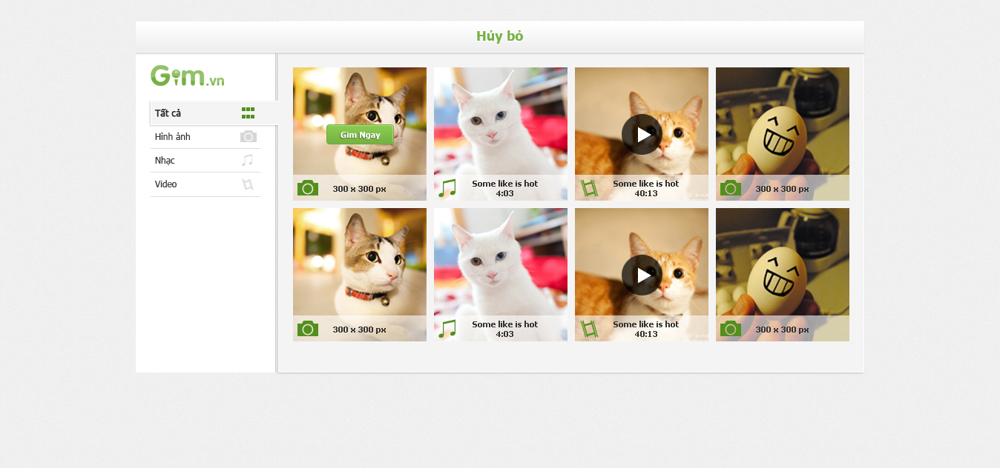 Hủy bỏ
Gim.vn
Tất cả
Hình ảnh
Nhạc
Video
Gim Ngay
300 x 300 px
Some like is hot
4:03
Some like is hot
40:13
300 x 300 px
300 x 300 px
Some like is hot
4:03
Some like is hot
40:13
300 x 300 px